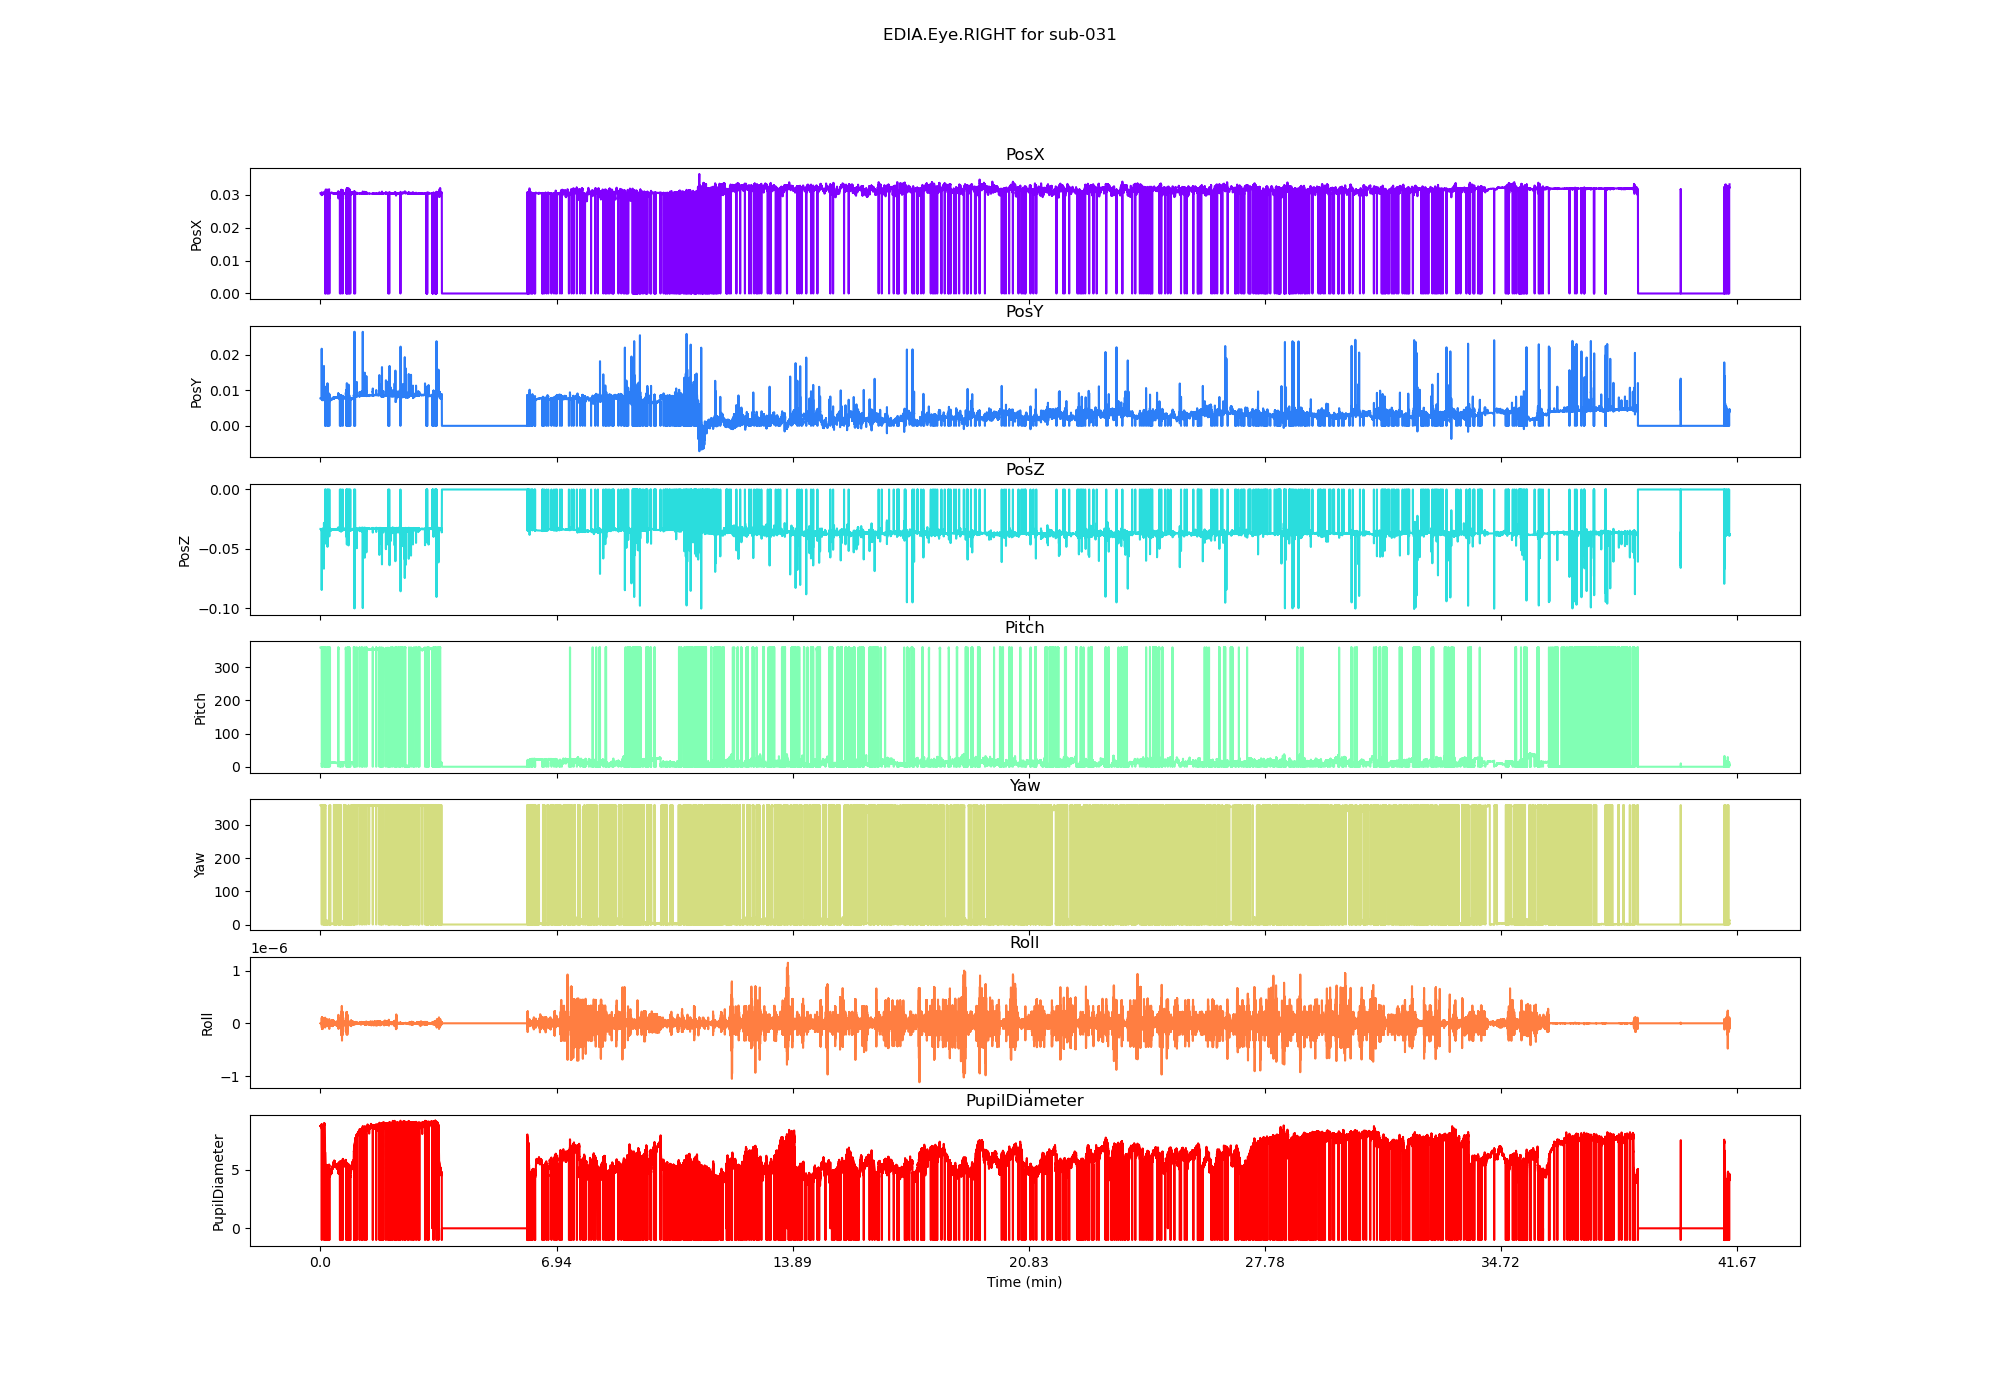 EDIA.Eye.RIGHT for sub-031
PosX
PosX
0.03
0.02
0.01
0.00
PosY
PosY
0.02
0.01
0.00
PosZ
PosZ
0.00
−0.05
−0.10
Pitch
Pitch
300
200
100
0
Yaw
Yaw
300
200
100
0
1e−6
Roll
Roll
1
0
−1
PupilDiameter
PupilDiameter
5
0
0.0 6.94 13.89 20.83 27.78 34.72 41.67
Time (min)